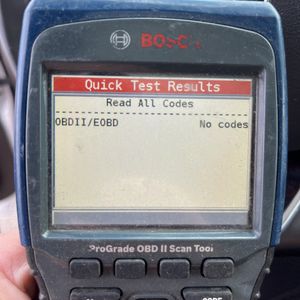 BOSCH
Quick Test Results
Read All Codes
OBDII/EOBD No codes
ProGrade OBD II Scan Tool